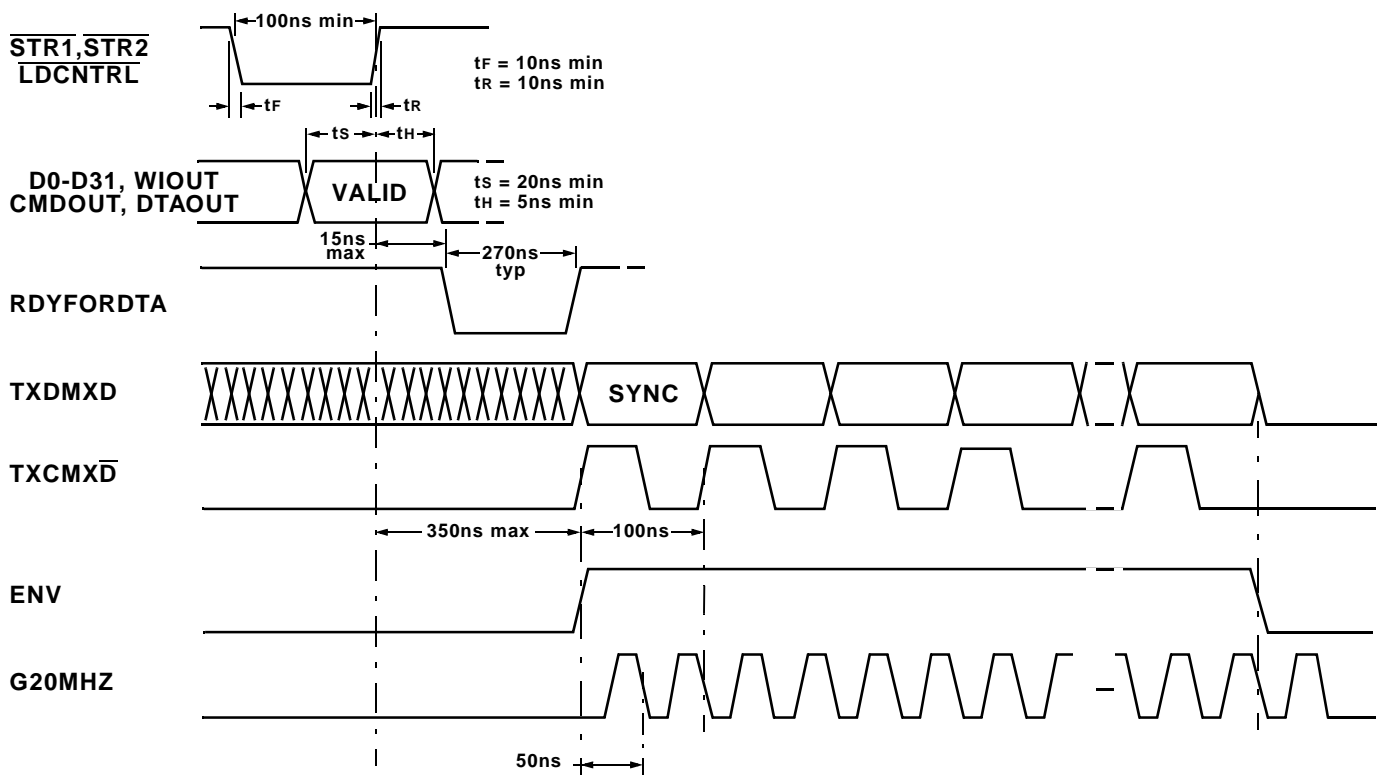 100ns min
STR1,STR2
LDCNTRL
tF = 10ns min
tR = 10ns min
tF
tR
tS
tH
D0-D31, WIOUT
CMDOUT, DTAOUT
VALID
tS = 20ns min
tH = 5ns min
15ns
max
270ns
typ
RDYFORDTA
TXDMXD
SYNC
TXCMXD
350ns max
100ns
ENV
G20MHZ
50ns